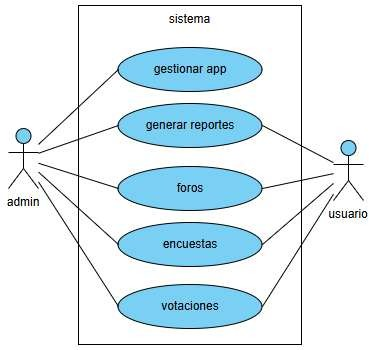 sistema
gestionar app
generar reportes
foros
encuestas
votaciones
admin
usuario